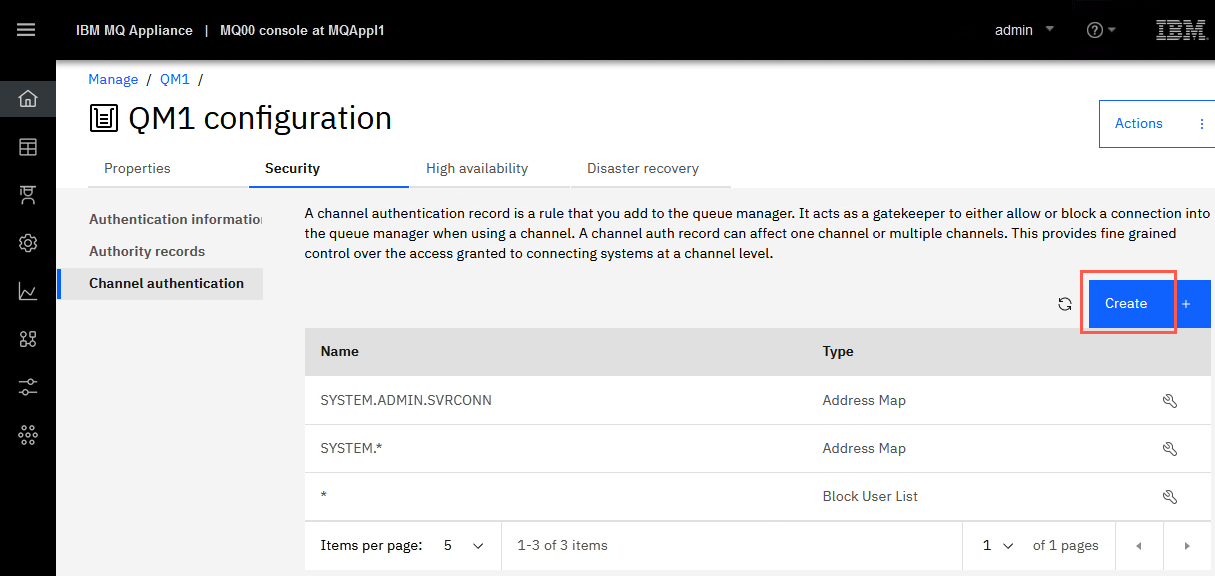 IBM MQ Appliance | MQ00 console at MQAppl1
admin
IBM
Manage / QM1 /
QM1 configuration
Actions
Properties
Security
High availability
Disaster recovery
Authentication informatio
Authority records
Channel authentication
A channel authentication record is a rule that you add to the queue manager. It acts as a gatekeeper to either allow or block a connection into
the queue manager when using a channel. A channel auth record can affect one channel or multiple channels. This provides fine grained
control over the access granted to connecting systems at a channel level.
Create +
Name Type
SYSTEM.ADMIN.SVRCONN Address Map
SYSTEM.* Address Map
* Block User List
Items per page: 5 1-3 of 3 items 1 of 1 pages